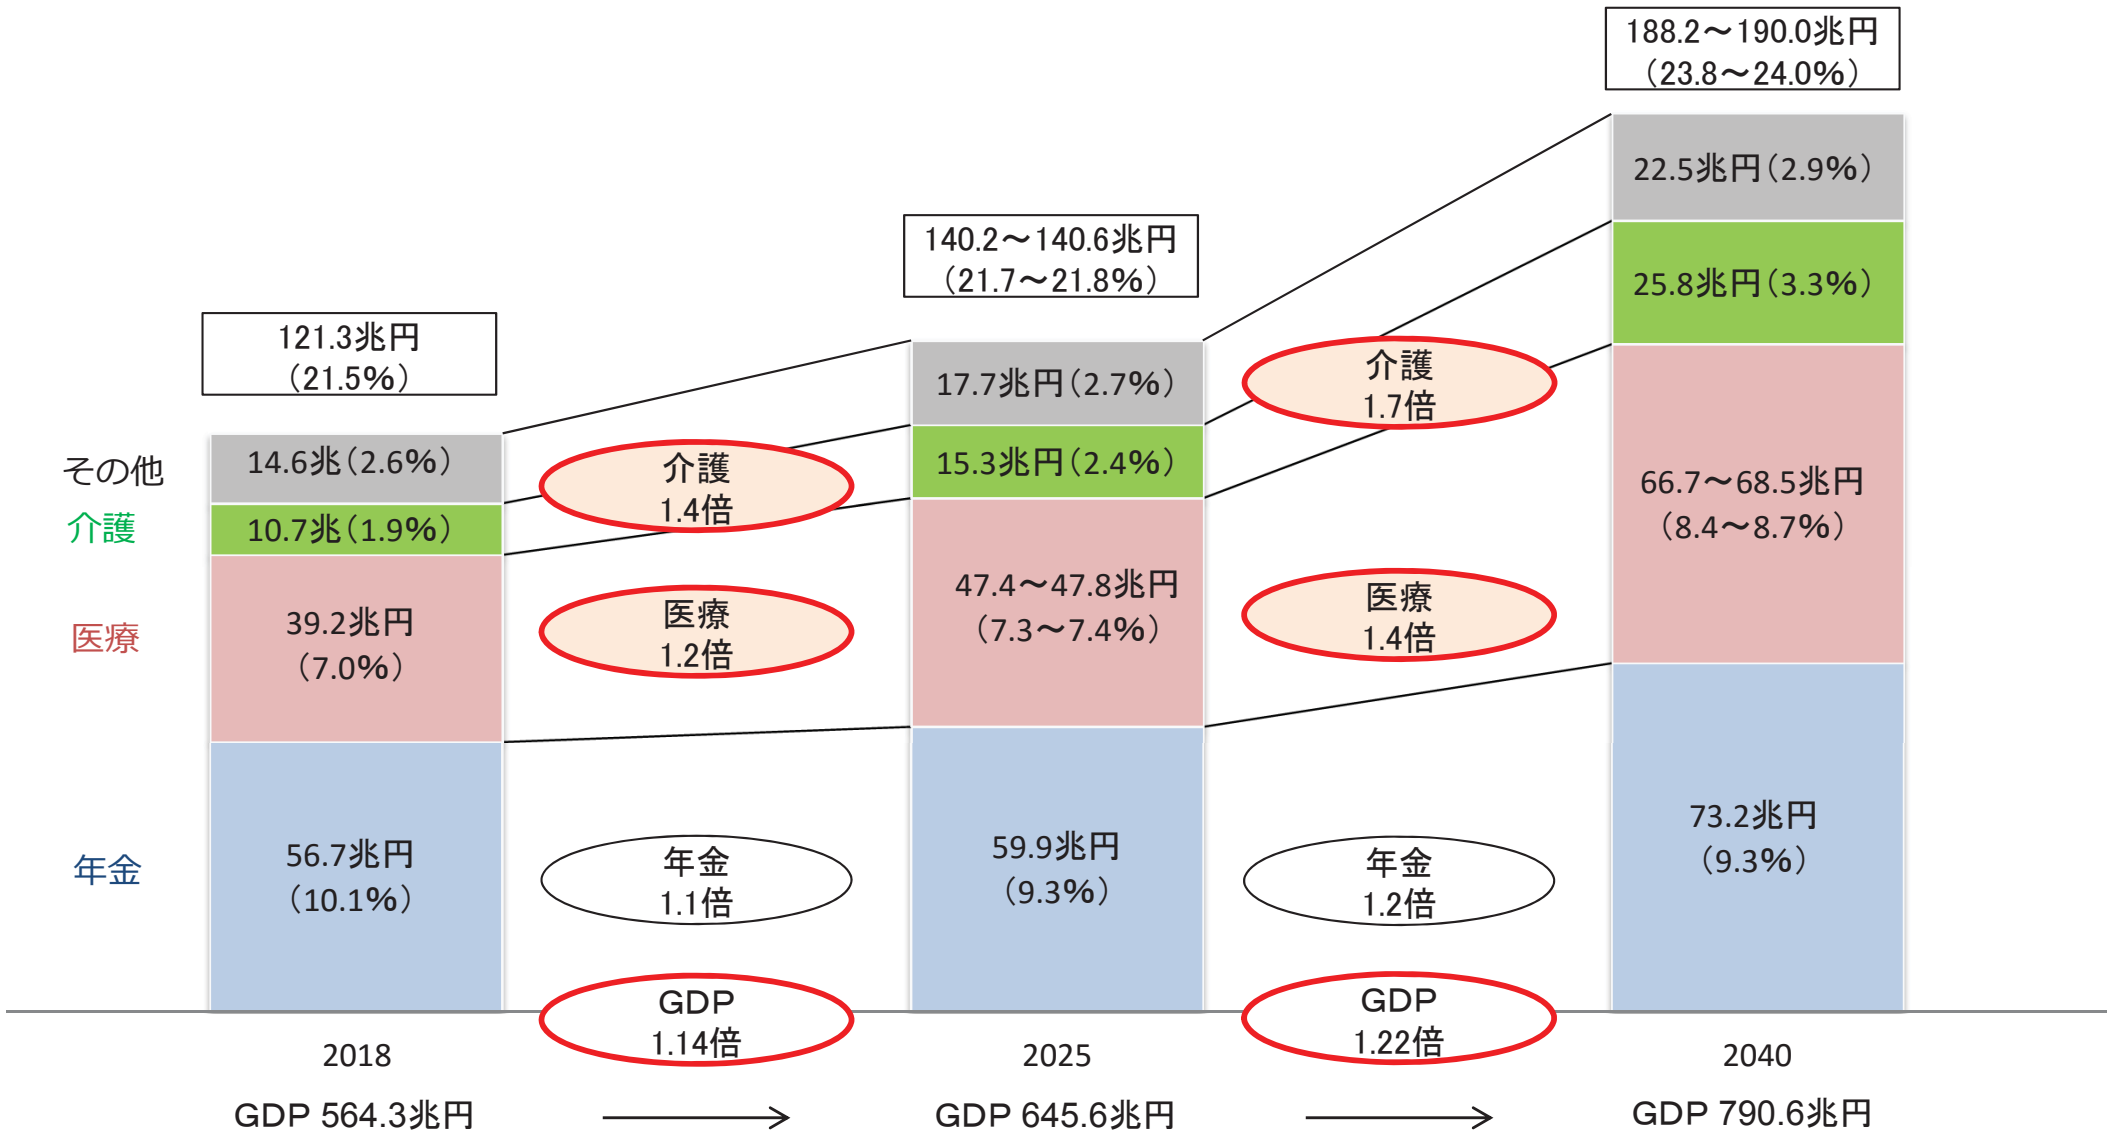 188.2～190.0兆円
（23.8～24.0%）
22.5兆円（2.9%）
25.8兆円（3.3%）
66.7～68.5兆円
（8.4～8.7%）
73.2兆円
（9.3%）
140.2～140.6兆円
（21.7～21.8%）
17.7兆円（2.7%）
15.3兆円（2.4%）
47.4～47.8兆円
（7.3～7.4%）
59.9兆円
（9.3%）
121.3兆円
（21.5%）
14.6兆（2.6%）
10.7兆（1.9%）
39.2兆円
（7.0%）
56.7兆円
（10.1%）
その他
介護
医療
年金
介護
1.4倍
医療
1.2倍
年金
1.1倍
GDP
1.14倍
介護
1.7倍
医療
1.4倍
年金
1.2倍
GDP
1.22倍
2018
2025
2040
GDP 564.3兆円
GDP 645.6兆円
GDP 790.6兆円